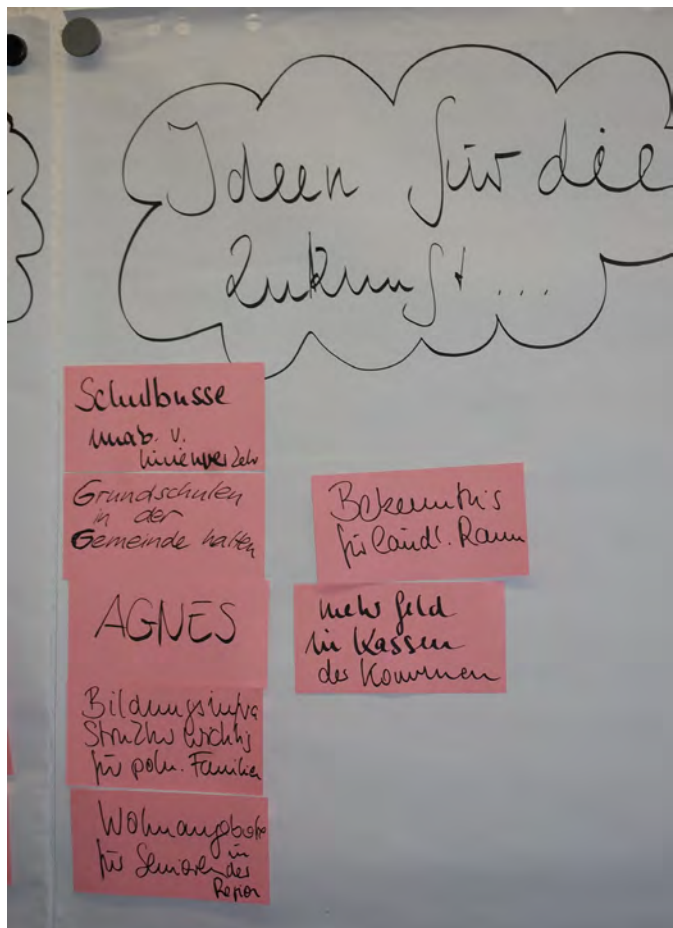 Ideen für die
Zukunft ...
Schulbusse
unab. v.
Linienverkehr
Grundschulen
in der
Gemeinde halten
AGNES
Bildungsinfra
Struktur wichtig
für poln. Familien
Wohnangebote
für Senioren in
der
Region
Bekenntnis
für ländl. Raum
mehr Geld
in Kassen
der Kommunen